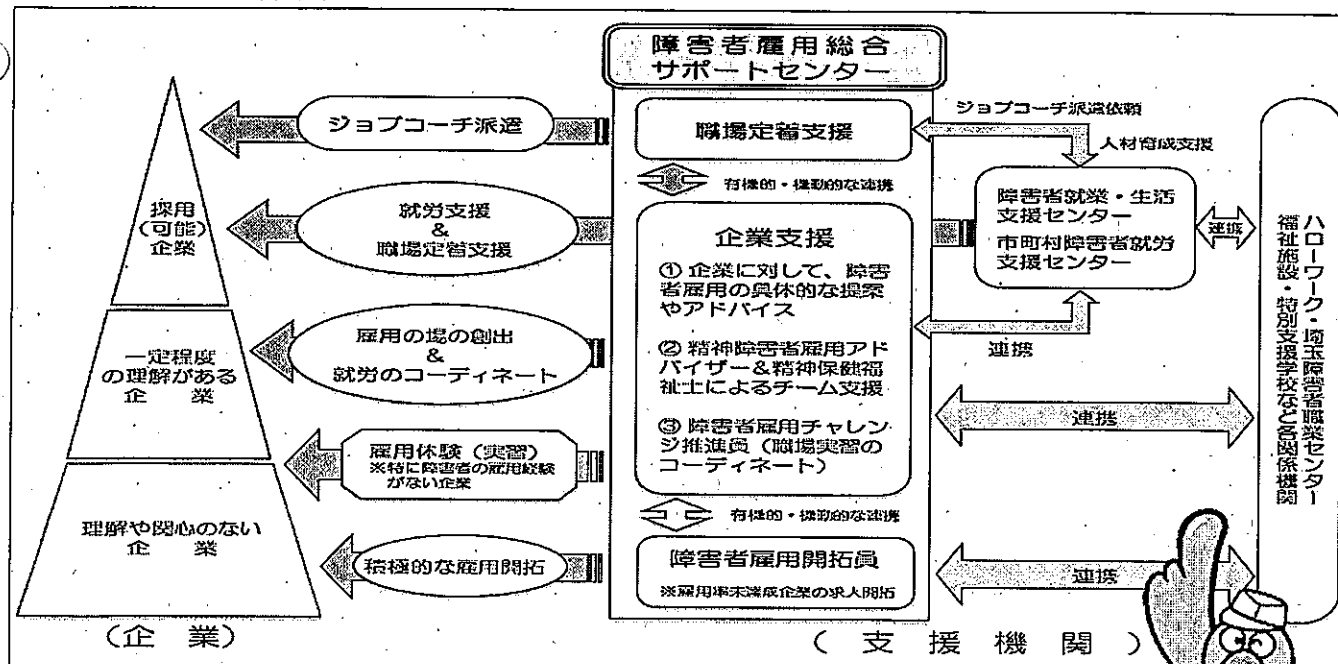 障害者雇用総合
サポートセンター
ジョブコーチ派遣
職場定着支援
ジョブコーチ派遣依頼
人材育成支援
有機的・機動的な連携
採用
(可能)
企業
就労支援
&
職場定着支援
企業支援
① 企業に対して、障害
者雇用の具体的な提案
やアドバイス
② 精神障害者雇用アド
バイザー&精神保健福
祉士によるチーム支援
③ 障害者雇用チャレン
ジ推進員(職場実習の
コーディネート)
障害者就業・生活
支援センター
市町村障害者就労
支援センター
連携
ハローワーク・埼玉障害者職業センター
福祉施設・特別支援学校など各関係機関
一定程度
の理解がある
企業
雇用の場の創出
&
就労のコーディネート
連携
連携
雇用体験(実習)
※特に障害者の雇用経験
がない企業
理解や関心のない
企業
有機的・機動的な連携
積極的な雇用開拓
障害者雇用開拓員
※雇用率未達成企業の求人開拓
連携
(企業)
(支援機関)